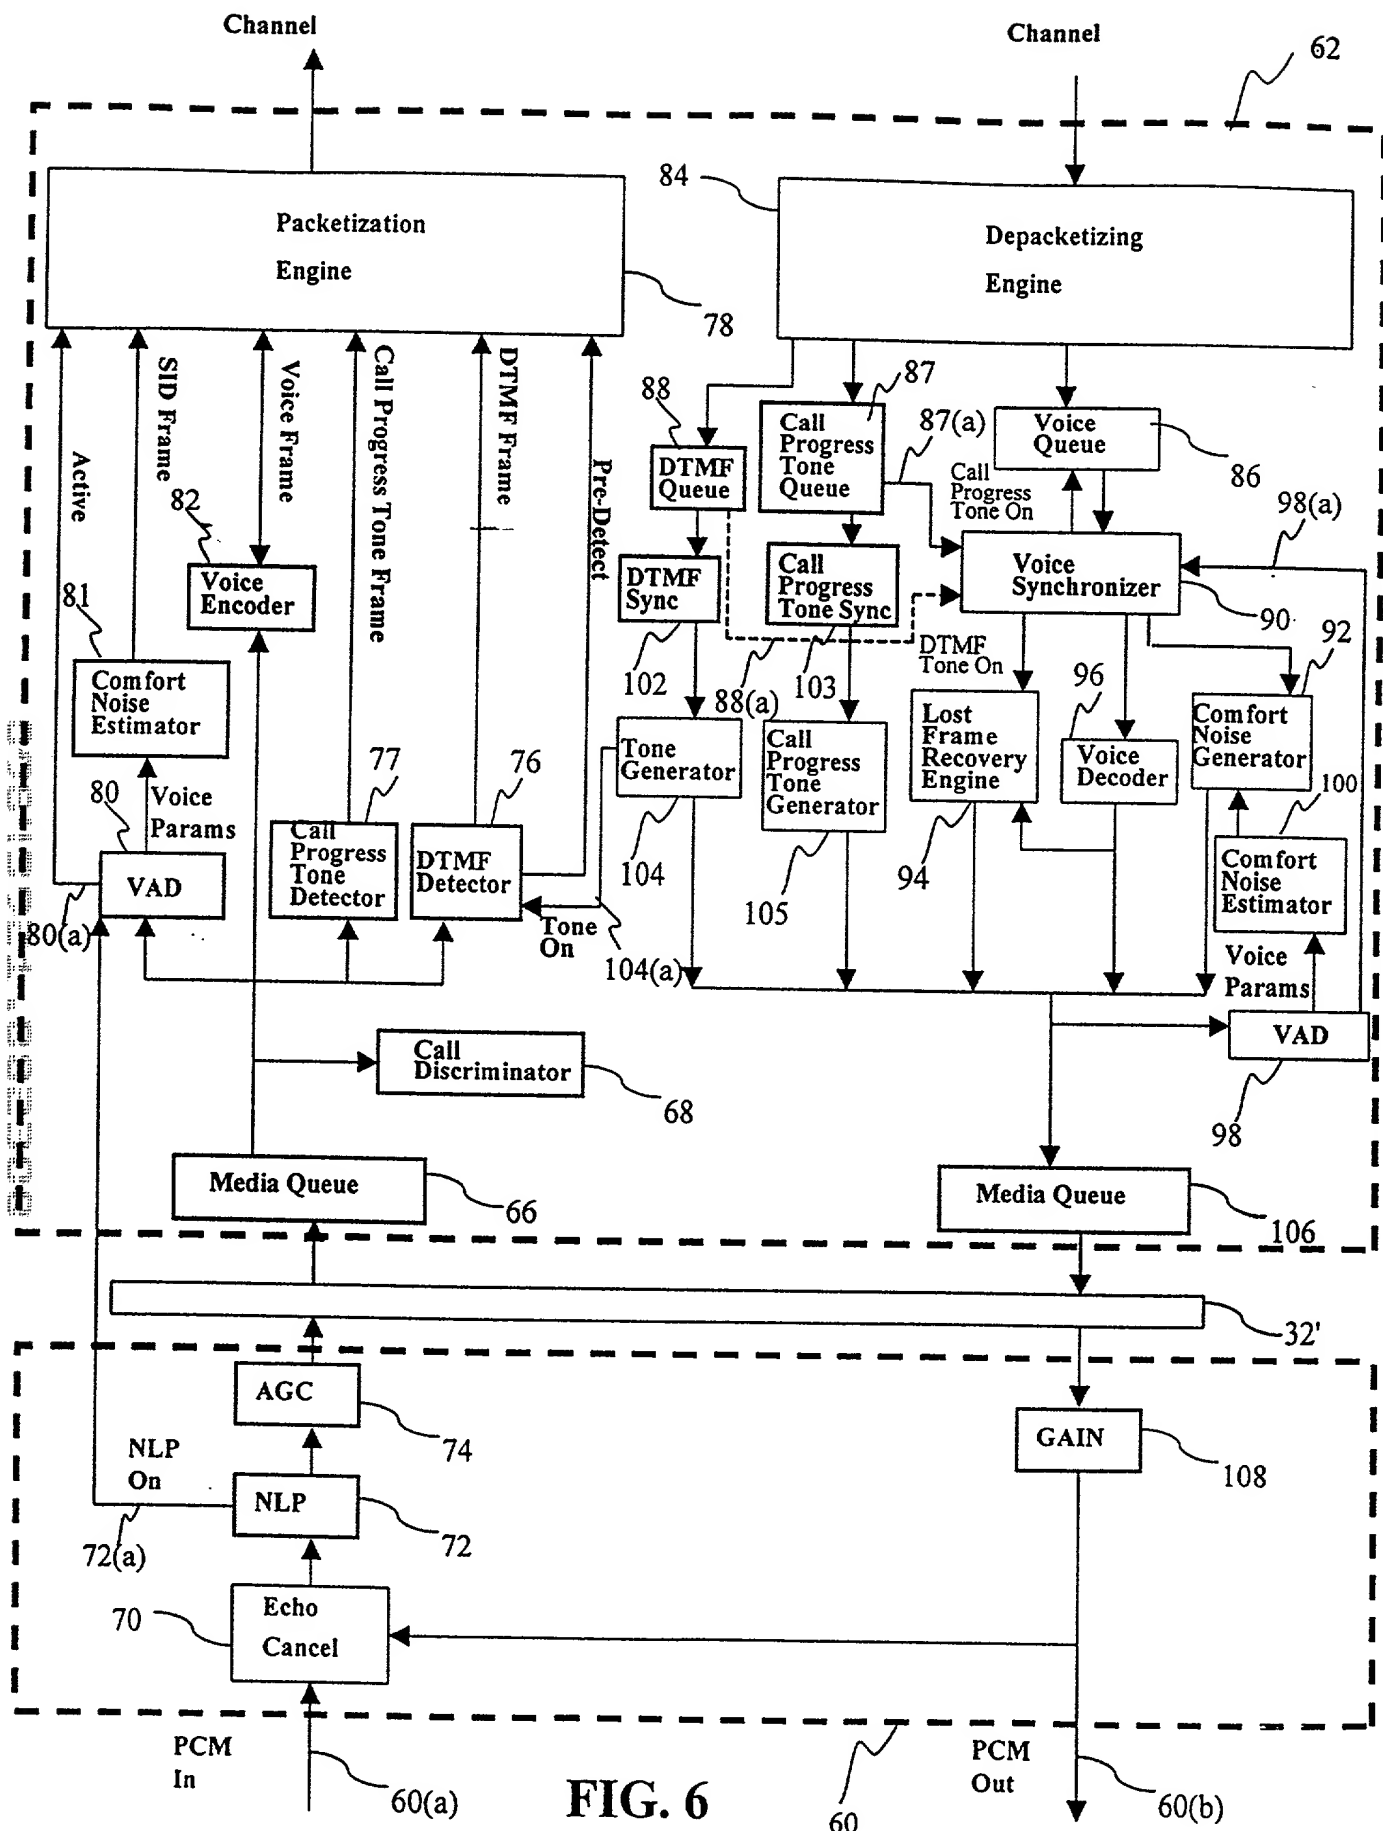 Channel
Channel
62
84
Packetization
Engine
78
Depacketizing
Engine
Active
SID Frame
Voice Frame
Call Progress Tone Frame
DTMF Frame
Pre-Detect
88
DTMF
Queue
87
Call
Progress
Tone
Queue
87(a)
Voice
Queue
86
Call
Progress
Tone On
98(a)
82
Voice
Encoder
DTMF
Sync
102
Call
Progress
Tone Sync
103
88(a)
Voice
Synchronizer
90
DTMF
Tone On
81
Comfort
Noise
Estimator
77
76
Tone
Generator
104
Call
Progress
Tone
Generator
105
Lost
Frame
Recovery
Engine
94
96
Voice
Decoder
92
Comfort
Noise
Generator
100
80
Voice
Params
VAD
80(a)
Call
Progress
Tone
Detector
DTMF
Detector
Tone
On
104(a)
Comfort
Noise
Estimator
Voice
Params
VAD
98
Call
Discriminator
68
Media Queue
66
Media Queue
106
32'
AGC
74
GAIN
108
NLP
On
72(a)
NLP
72
70
Echo
Cancel
PCM
In
60(a)
FIG. 6
60
PCM
Out
60(b)